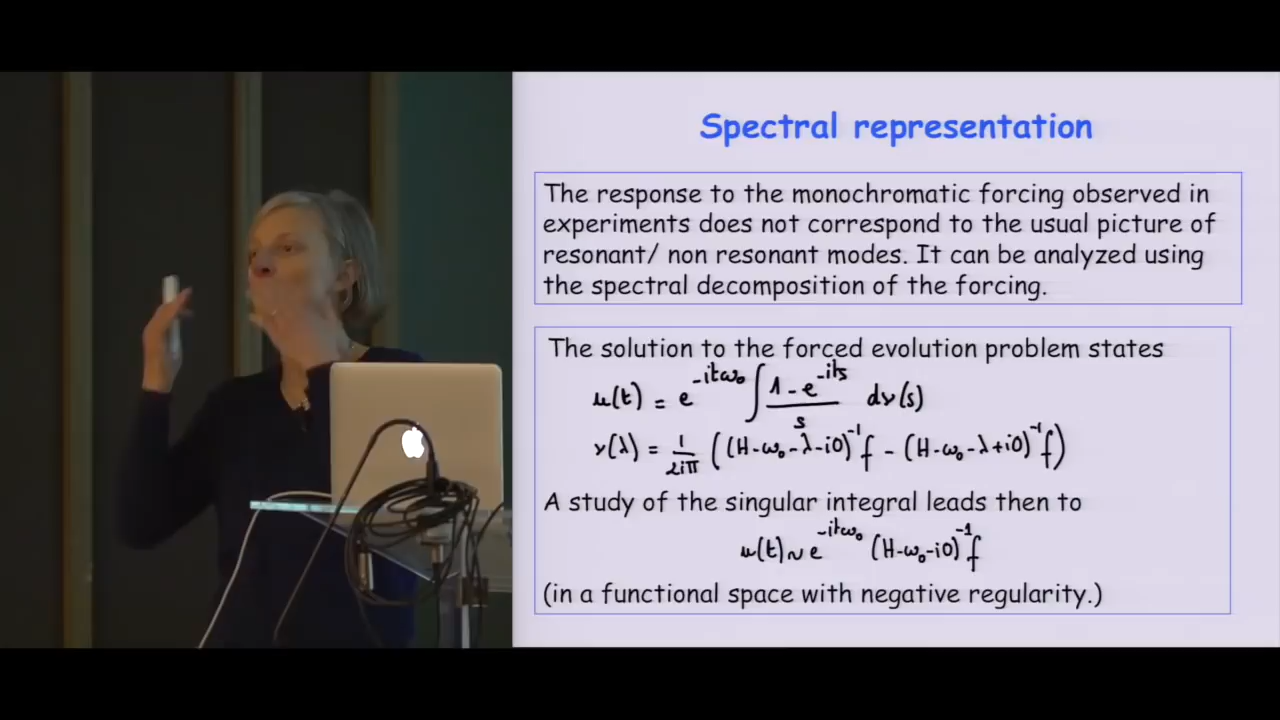 Spectral representation
The response to the monochromatic forcing observed in
experiments does not correspond to the usual picture of
resonant/ non resonant modes. It can be analyzed using
the spectral decomposition of the forcing.
The solution to the forced evolution problem states
u(t) = e^{-itω₀} ∫ \frac{1 - e^{-its}}{s} dν(s)
ν(λ) = \frac{1}{2iπ} ((H-ω₀-λ-i0)^{-1} f - (H-ω₀-λ+i0)^{-1} f)
A study of the singular integral leads then to
u(t) ~ e^{-itω₀} (H-ω₀-i0)^{-1} f
(in a functional space with negative regularity.)